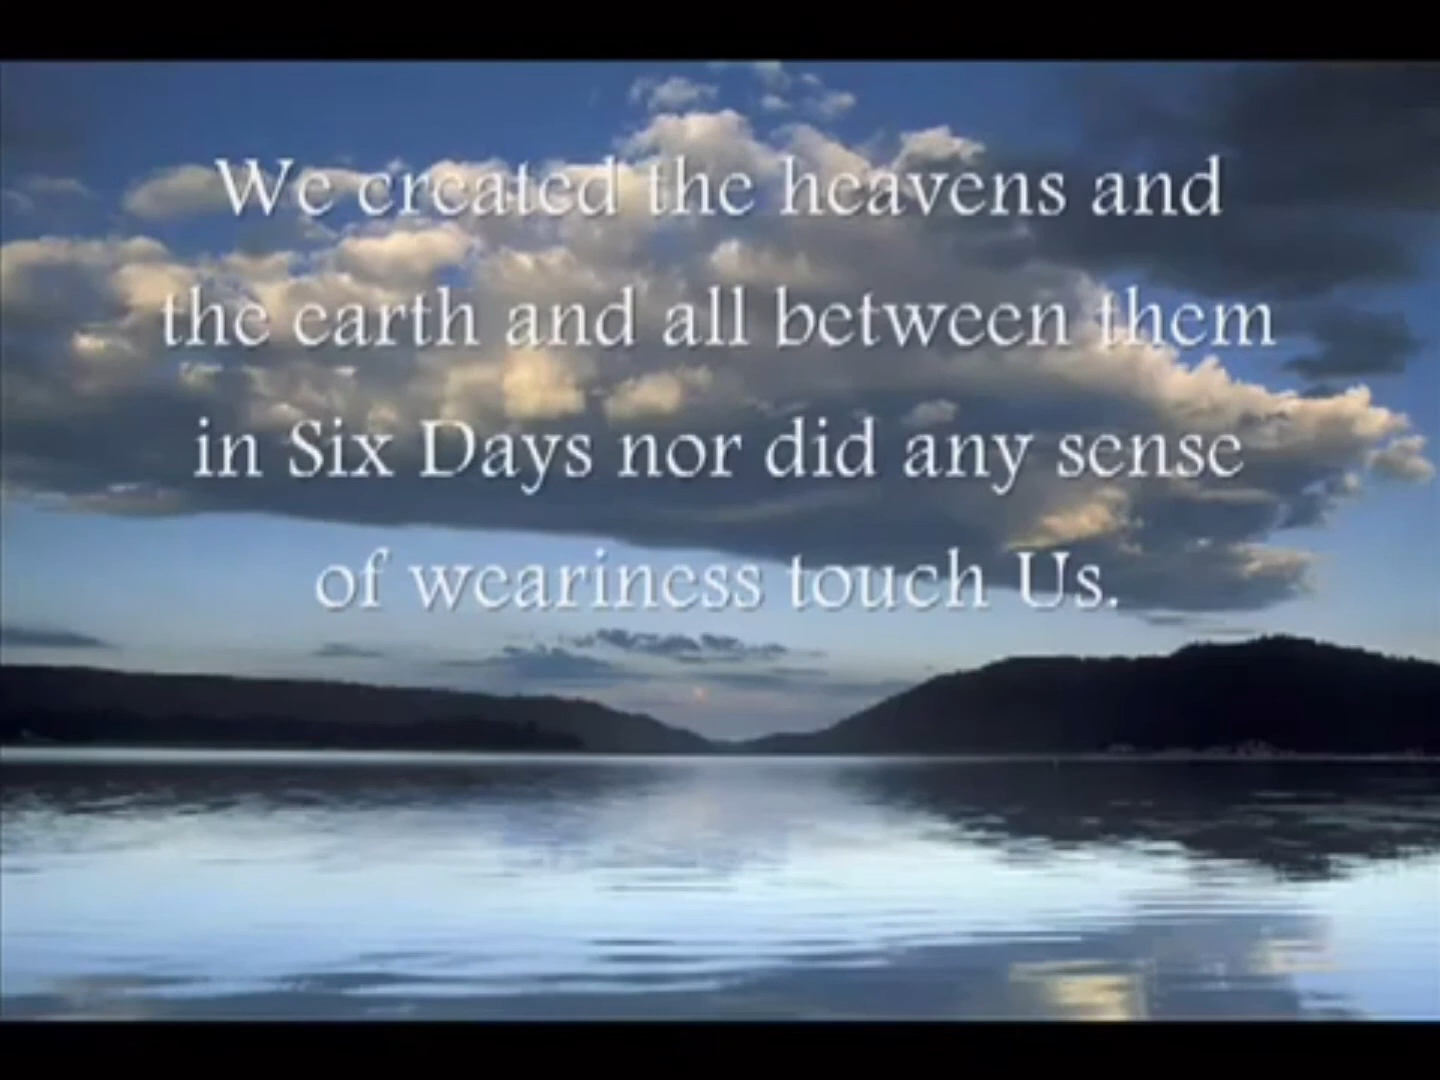 We created the heavens and
the earth and all between them
in Six Days nor did any sense
of weariness touch Us.